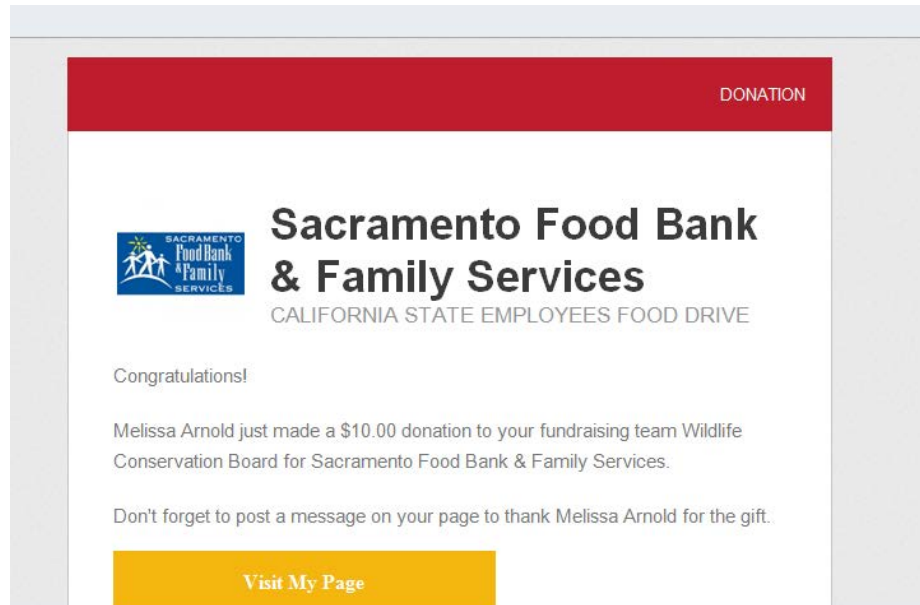 DONATION
SACRAMENTO
Food Bank
& Family
SERVICES
Sacramento Food Bank
& Family Services
CALIFORNIA STATE EMPLOYEES FOOD DRIVE
Congratulations!
Melissa Arnold just made a $10.00 donation to your fundraising team Wildlife
Conservation Board for Sacramento Food Bank & Family Services.
Don't forget to post a message on your page to thank Melissa Arnold for the gift.
Visit My Page